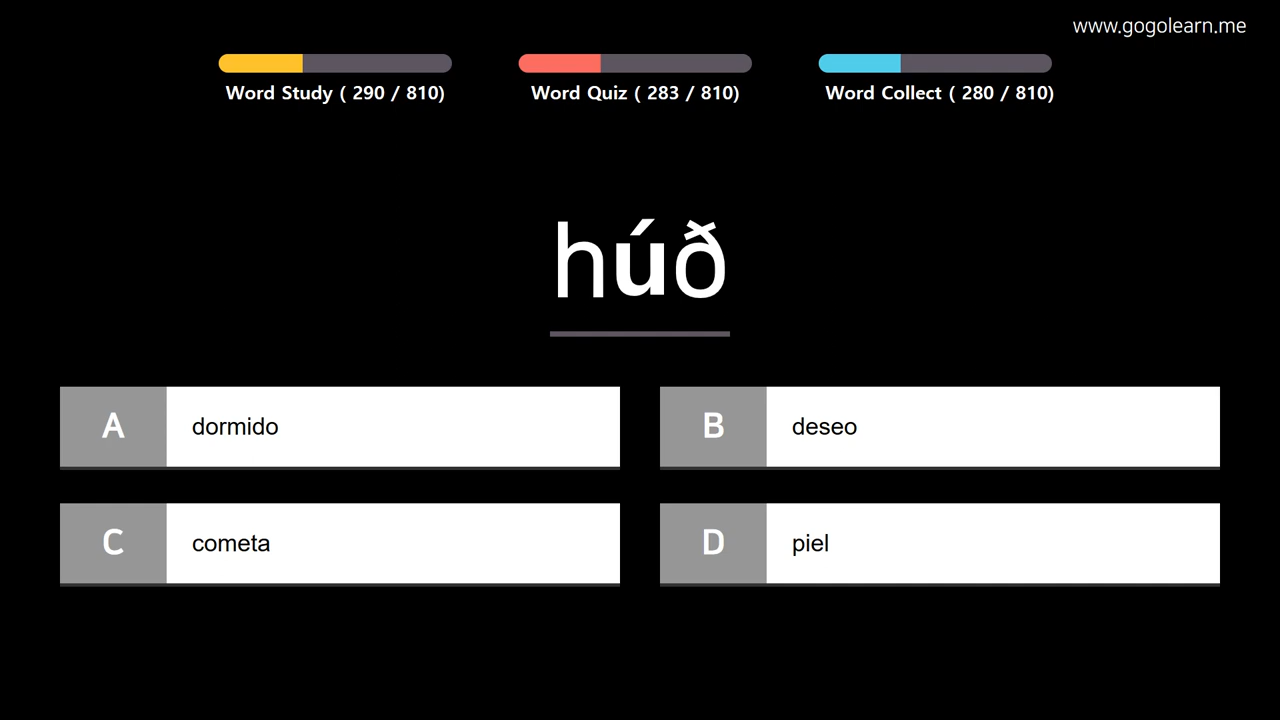 www.gogolearn.me
Word Study ( 290 / 810)
Word Quiz ( 283 / 810)
Word Collect ( 280 / 810)
húð
A dormido
B deseo
C cometa
D piel